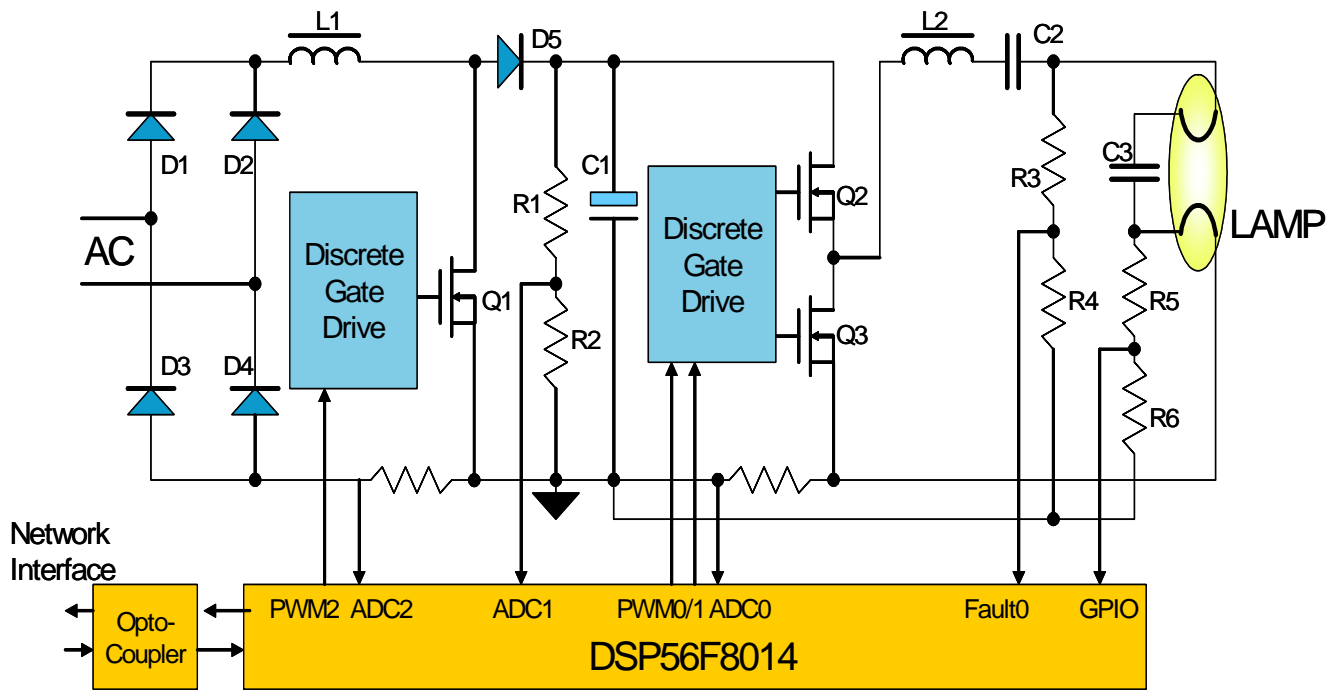 L1
D5
L2
C2
D1
D2
C1
R1
R3
C3
Q2
AC
Discrete
Gate
Drive
Discrete
Gate
Drive
LAMP
Q1
R2
Q3
R4
R5
D3
D4
R6
Network
Interface
Opto-
Coupler
PWM2 ADC2 ADC1 PWM0/1 ADC0 Fault0 GPIO
DSP56F8014